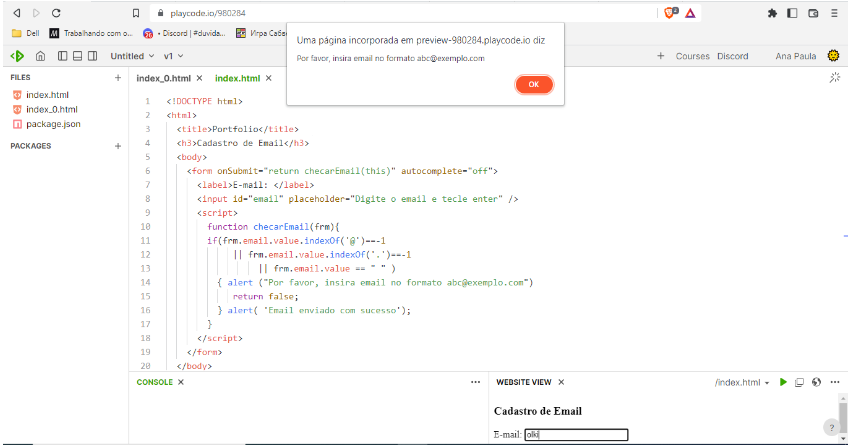 playcode.io/980284
2
Dell
Trabalhando com o...
• Discord | #duvida...
Игра Сабв
Uma página incorporada em preview-980284.playcode.io diz
Por favor, insira email no formato abc@exemplo.com
OK
Untitled
v1
Courses
Discord
Ana Paula
FILES +
index.html
index_0.html
package.json
PACKAGES +
index_0.html ×
index.html ×
1 <!DOCTYPE html>
2 <html>
3 <title>Portfolio</title>
4 <h3>Cadastro de Email</h3>
5 <body>
6 <form onSubmit="return checarEmail(this)" autocomplete="off">
7 <label>E-mail: </label>
8 <input id="email" placeholder="Digite o email e tecle enter" />
9 <script>
10 function checarEmail(frm){
11 if(frm.email.value.indexOf('@')==-1
12 || frm.email.value.indexOf('.')==-1
13 || frm.email.value == " " )
14 { alert ("Por favor, insira email no formato abc@exemplo.com")
15 return false;
16 } alert( 'Email enviado com sucesso');
17 }
18 </script>
19 </form>
20 </body>
CONSOLE ×
WEBSITE VIEW ×
/index.html
Cadastro de Email
E-mail: olki
?